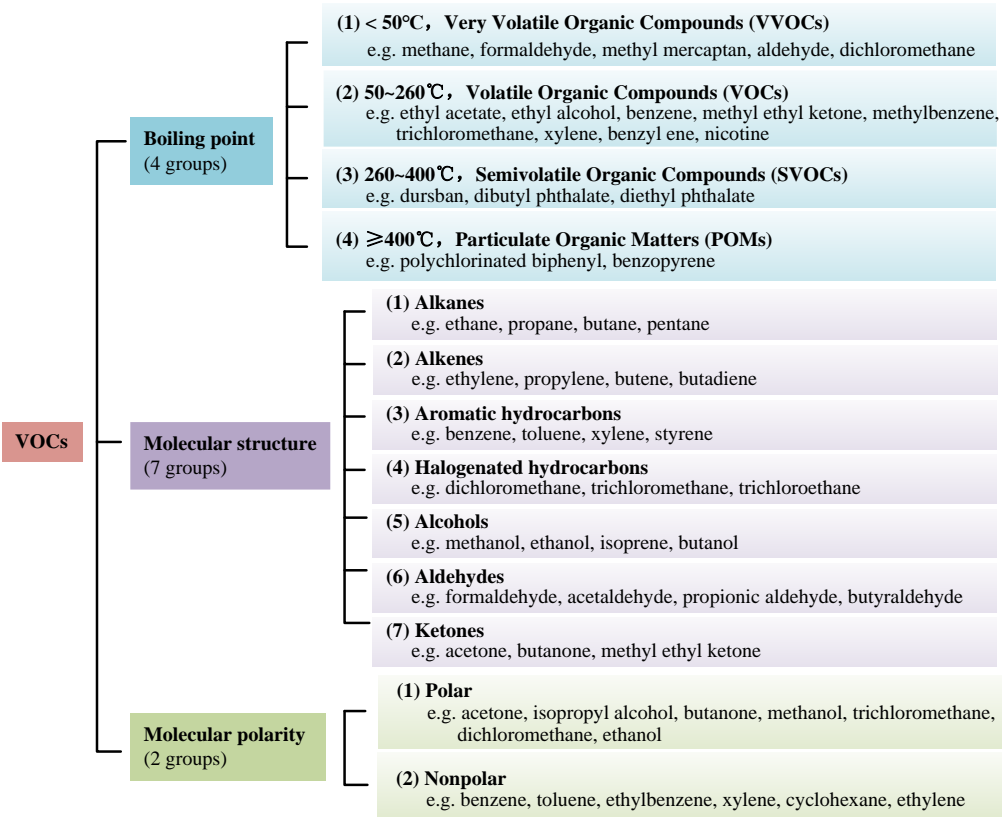 VOCs
Boiling point
(4 groups)
(1) < 50℃, Very Volatile Organic Compounds (VVOCs)
e.g. methane, formaldehyde, methyl mercaptan, aldehyde, dichloromethane
(2) 50~260℃, Volatile Organic Compounds (VOCs)
e.g. ethyl acetate, ethyl alcohol, benzene, methyl ethyl ketone, methylbenzene,
trichloromethane, xylene, benzyl ene, nicotine
(3) 260~400℃, Semivolatile Organic Compounds (SVOCs)
e.g. dursban, dibutyl phthalate, diethyl phthalate
(4) ≥400℃, Particulate Organic Matters (POMs)
e.g. polychlorinated biphenyl, benzopyrene
Molecular structure
(7 groups)
(1) Alkanes
e.g. ethane, propane, butane, pentane
(2) Alkenes
e.g. ethylene, propylene, butene, butadiene
(3) Aromatic hydrocarbons
e.g. benzene, toluene, xylene, styrene
(4) Halogenated hydrocarbons
e.g. dichloromethane, trichloromethane, trichloroethane
(5) Alcohols
e.g. methanol, ethanol, isoprene, butanol
(6) Aldehydes
e.g. formaldehyde, acetaldehyde, propionic aldehyde, butyraldehyde
(7) Ketones
e.g. acetone, butanone, methyl ethyl ketone
Molecular polarity
(2 groups)
(1) Polar
e.g. acetone, isopropyl alcohol, butanone, methanol, trichloromethane,
dichloromethane, ethanol
(2) Nonpolar
e.g. benzene, toluene, ethylbenzene, xylene, cyclohexane, ethylene